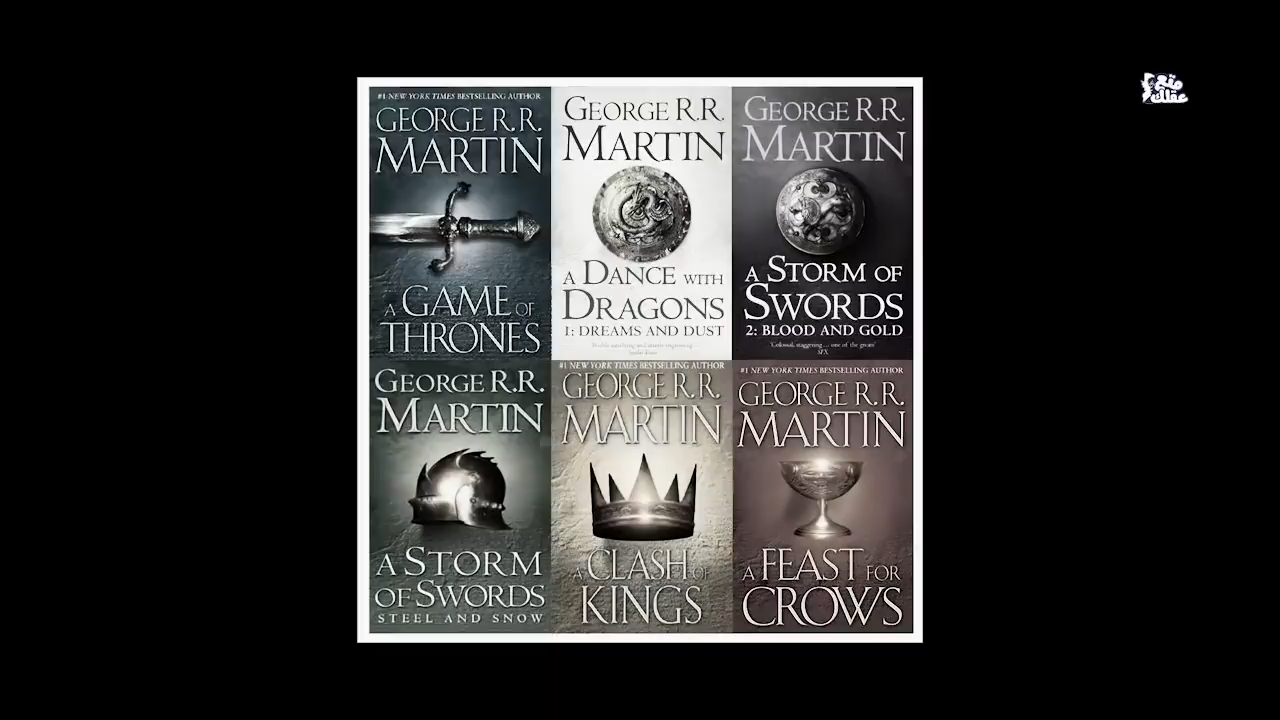 #1 NEW YORK TIMES BESTSELLING AUTHOR
GEORGE R. R.
MARTIN
A GAME OF
THRONES
GEORGE R.R.
MARTIN
A DANCE WITH
DRAGONS
1: DREAMS AND DUST
GEORGE R.R.
MARTIN
A STORM OF
SWORDS
2: BLOOD AND GOLD
'Colossal, staggering ... one of the greats'
SFX
GEORGE R.R.
MARTIN
A STORM
OF SWORDS
STEEL AND SNOW
#1 NEW YORK TIMES BESTSELLING AUTHOR
GEORGE R. R.
MARTIN
A CLASH OF
KINGS
#1 NEW YORK TIMES BESTSELLING AUTHOR
GEORGE R. R.
MARTIN
A FEAST FOR
CROWS
متع
عقلك